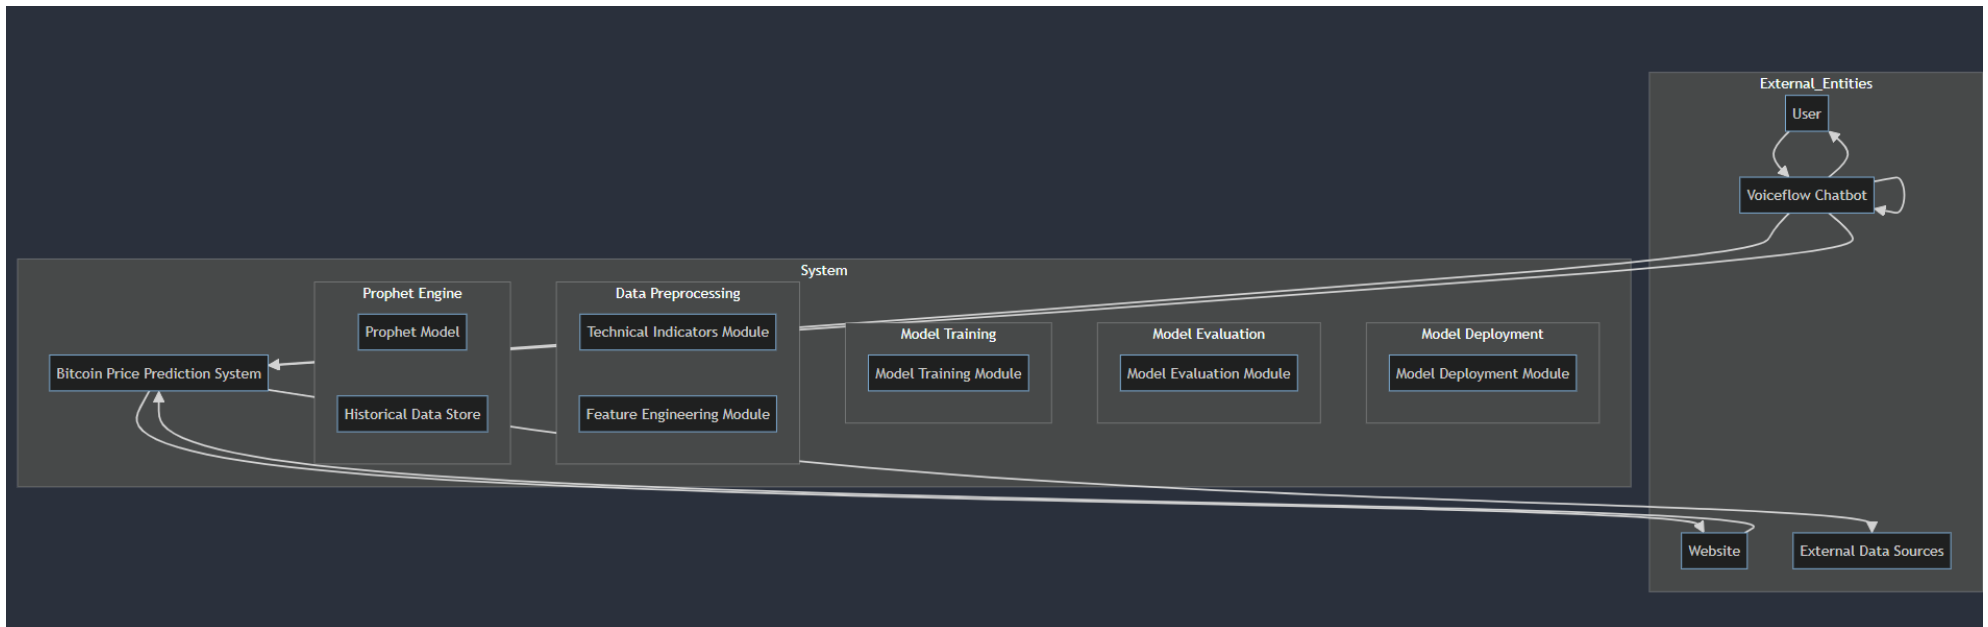 External_Entities
User
Voiceflow Chatbot
System
Prophet Engine
Prophet Model
Historical Data Store
Data Preprocessing
Technical Indicators Module
Feature Engineering Module
Model Training
Model Training Module
Model Evaluation
Model Evaluation Module
Model Deployment
Model Deployment Module
Bitcoin Price Prediction System
Website
External Data Sources